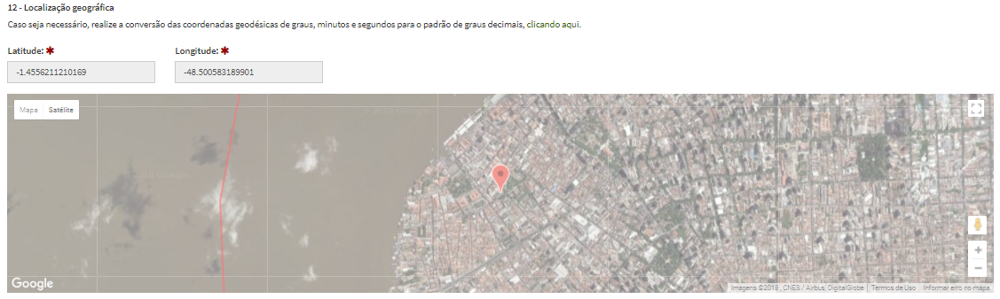 12 - Localização geográfica
Caso seja necessário, realize a conversão das coordenadas geodésicas de graus, minutos e segundos para o padrão de graus decimais, clicando aqui.
Latitude: ✱ Longitude: ✱
-1.4556211210169 -48.500583189901
Mapa Satélite
Google
Imagens ©2018 , CNES / Airbus, DigitalGlobe Termos de Uso Informar erro no mapa